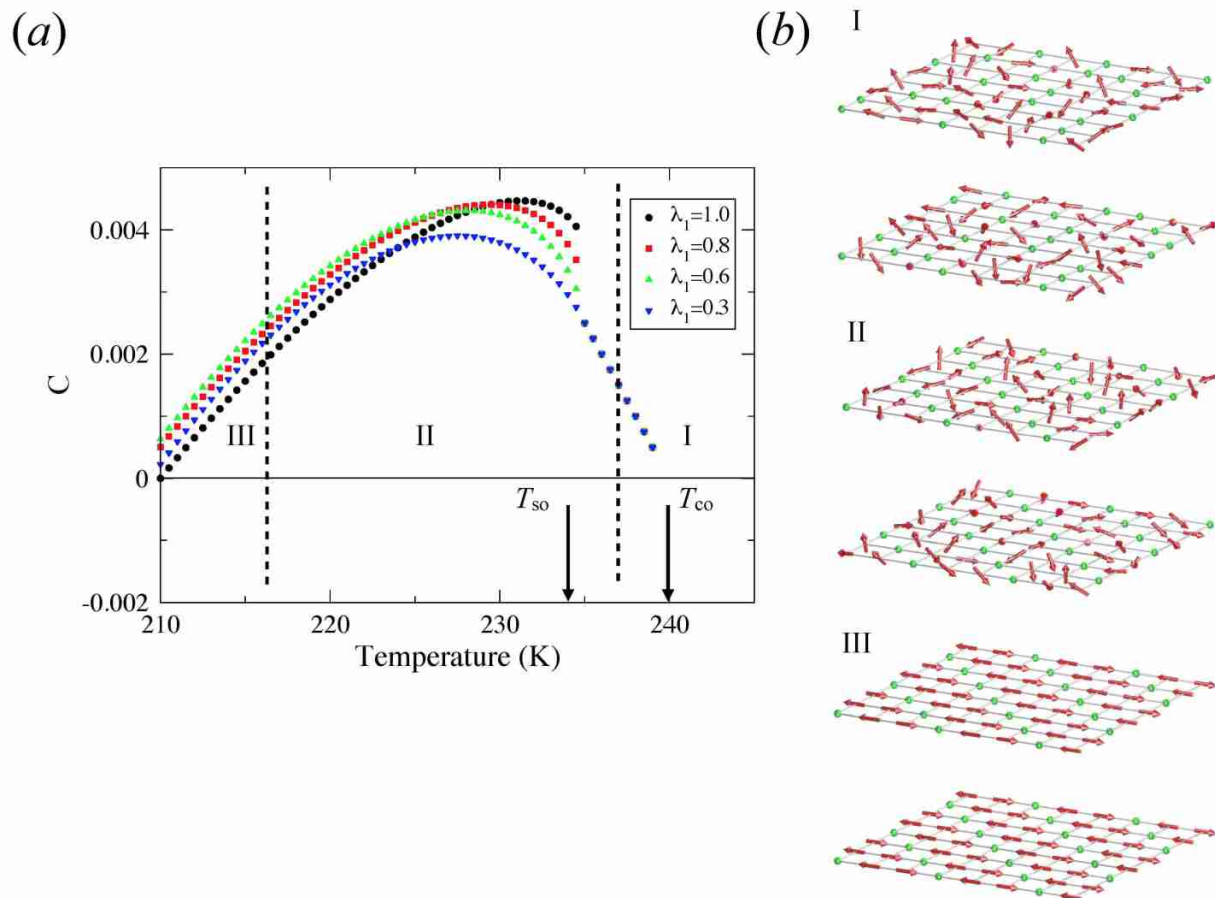 (a)
C
0.004
0.002
0
-0.002
λ₁=1.0
λ₁=0.8
λ₁=0.6
λ₁=0.3
III
II
I
Tso
Tco
210
220
230
240
Temperature (K)
(b)
I
II
III